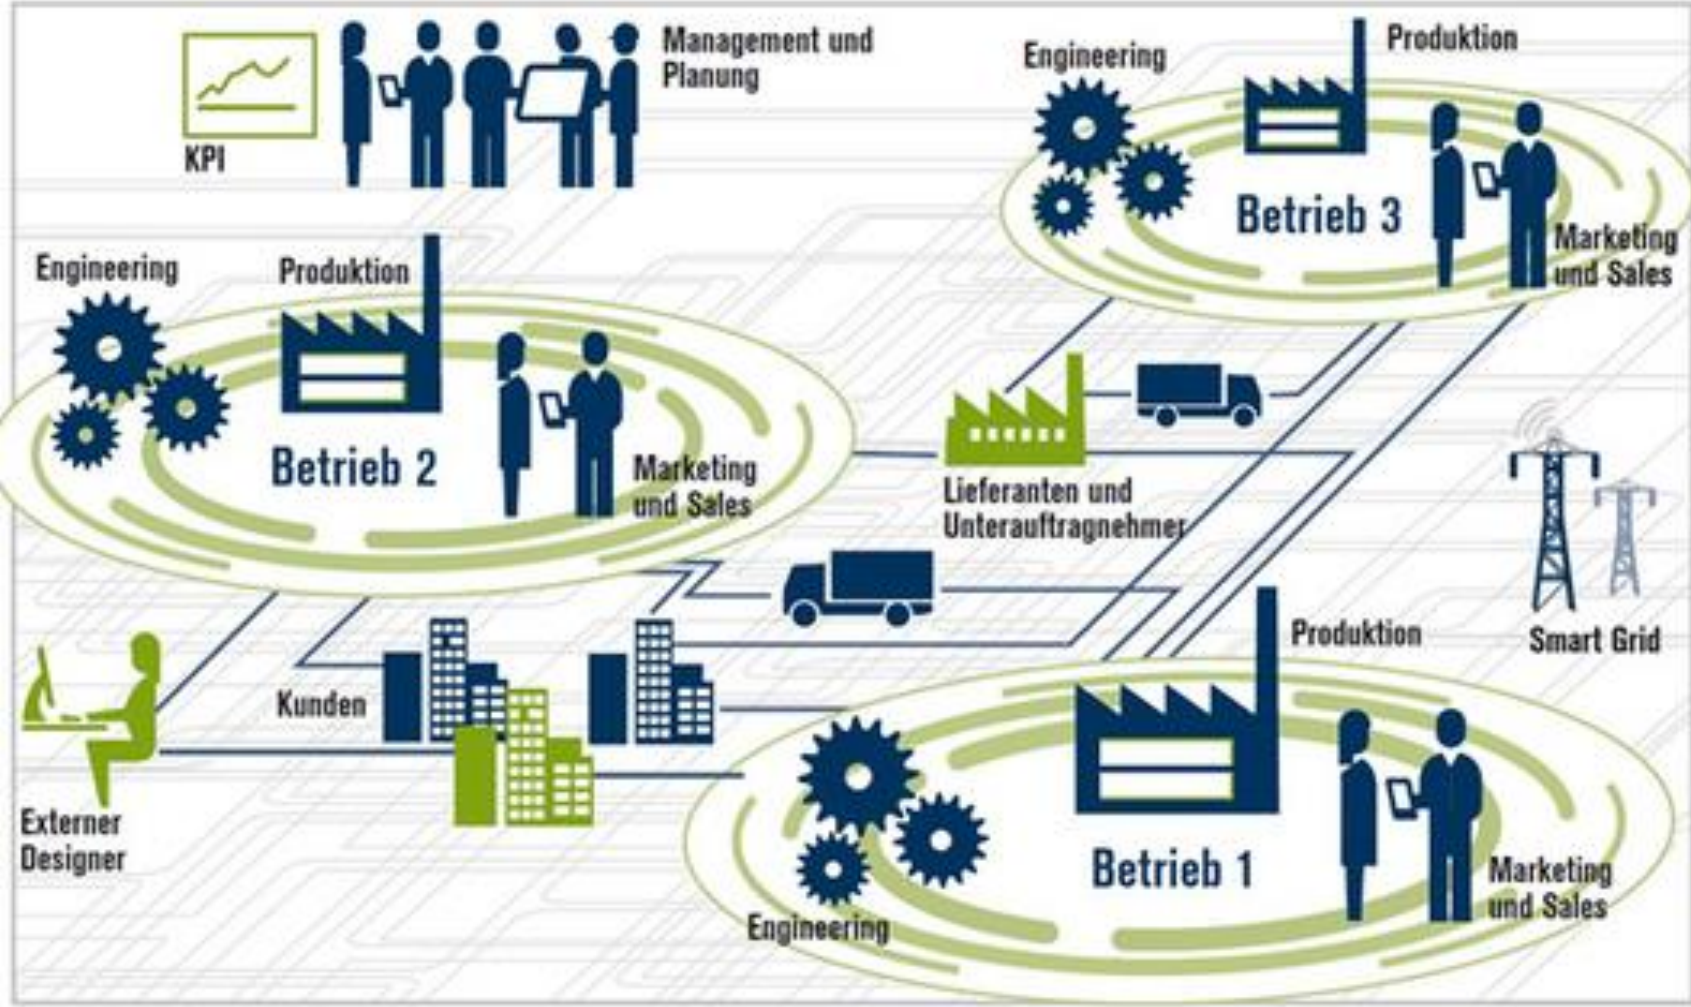 Management und
Planung
KPI
Engineering
Produktion
Betrieb 3
Marketing
und Sales
Engineering
Produktion
Betrieb 2
Marketing
und Sales
Lieferanten und
Unterauftragnehmer
Smart Grid
Kunden
Externer
Designer
Produktion
Betrieb 1
Engineering
Marketing
und Sales